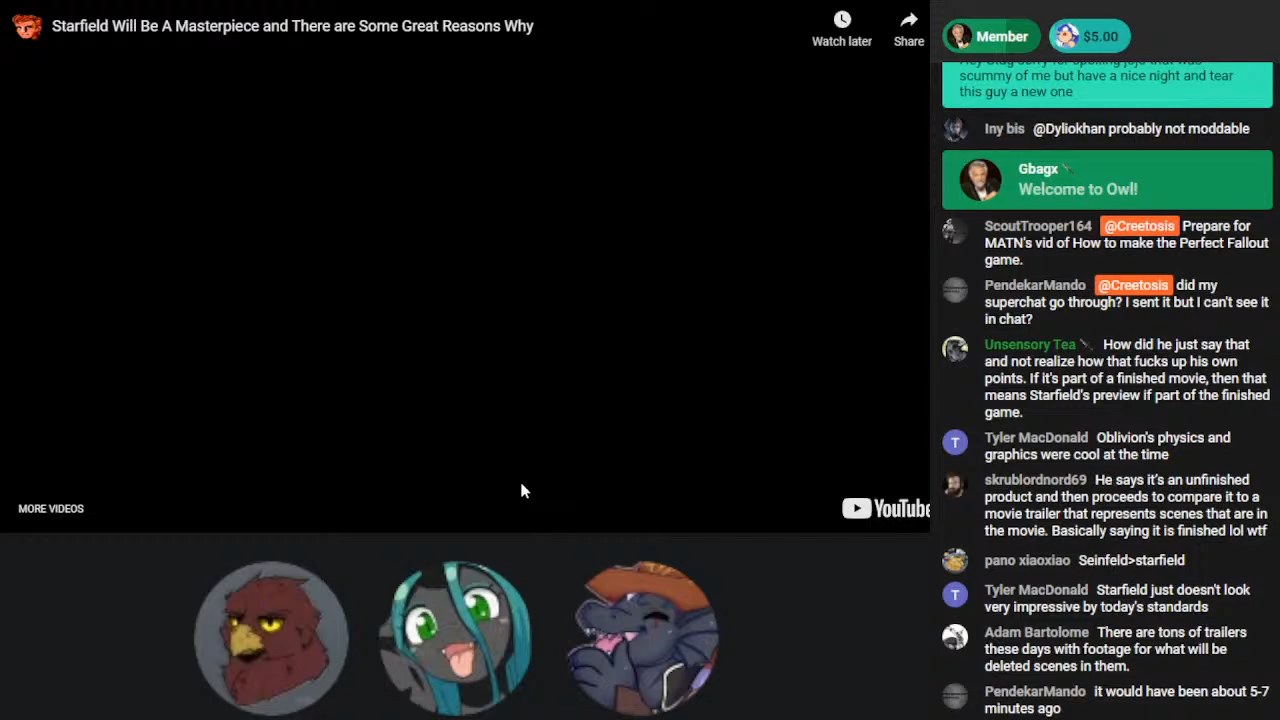 Starfield Will Be A Masterpiece and There are Some Great Reasons Why
Watch later
Share
MORE VIDEOS
YouTube
Member
$5.00
scummy of me but have a nice night and tear
this guy a new one
Iny bis @Dyliokhan probably not moddable
Gbagx
Welcome to Owl!
ScoutTrooper164 @Creetosis Prepare for
MATN's vid of How to make the Perfect Fallout
game.
PendekarMando @Creetosis did my
superchat go through? I sent it but I can't see it
in chat?
Unsensory Tea How did he just say that
and not realize how that fucks up his own
points. If it's part of a finished movie, then that
means Starfield's preview if part of the finished
game.
Tyler MacDonald Oblivion's physics and
graphics were cool at the time
skrublordnord69 He says it's an unfinished
product and then proceeds to compare it to a
movie trailer that represents scenes that are in
the movie. Basically saying it is finished lol wtf
pano xiaoxiao Seinfeld>starfield
T
Tyler MacDonald Starfield just doesn't look
very impressive by today's standards
T
Adam Bartolome There are tons of trailers
these days with footage for what will be
deleted scenes in them.
PendekarMando it would have been about 5-7
minutes ago